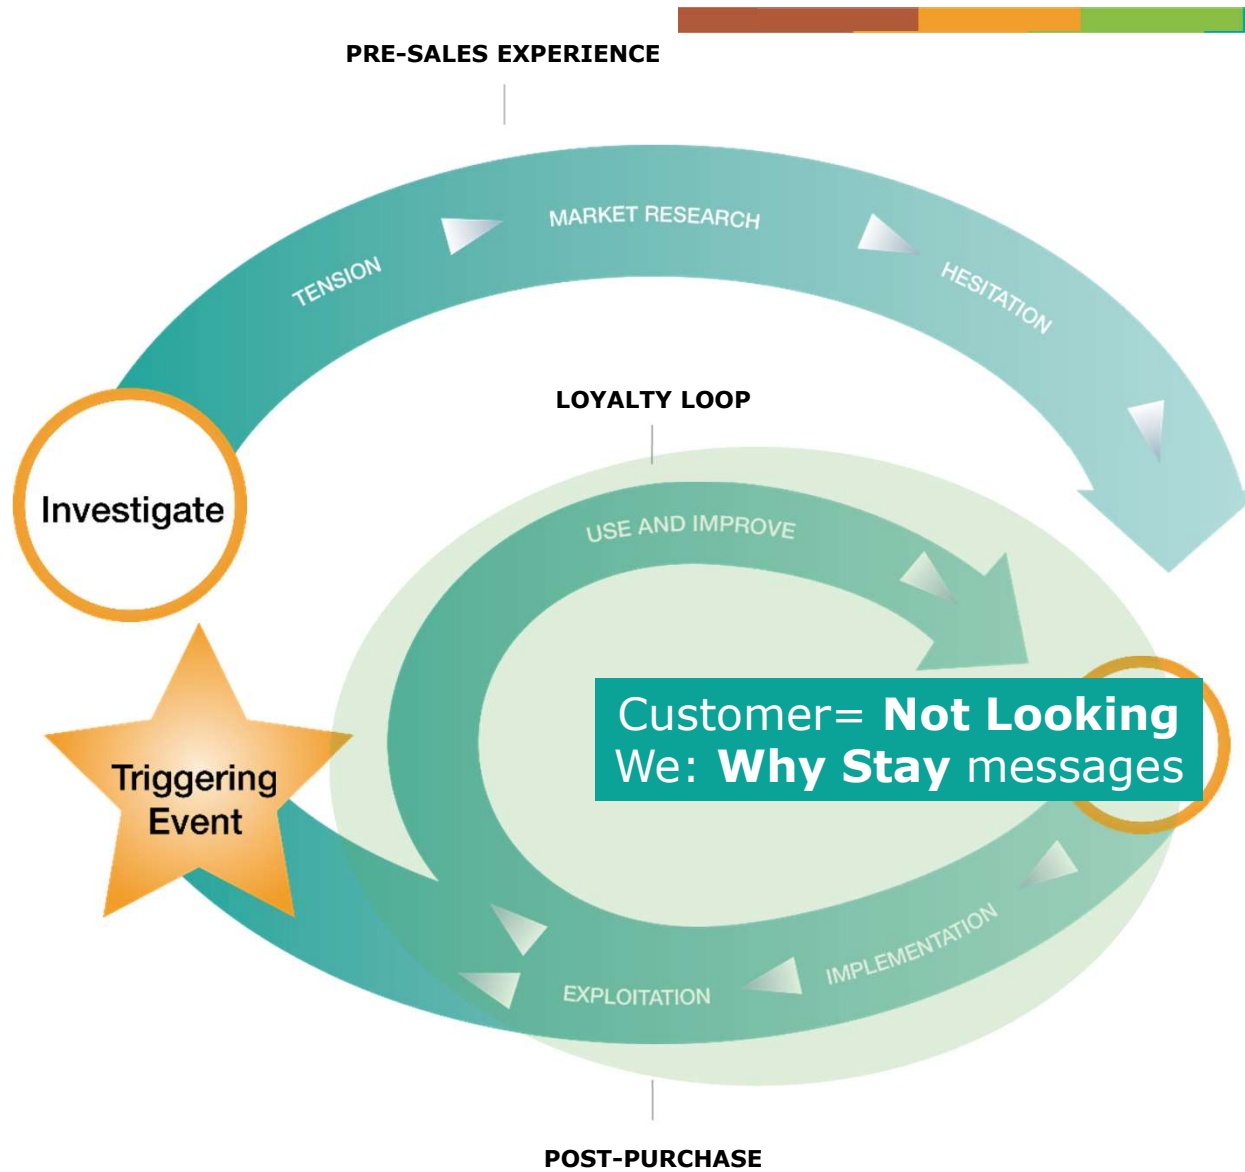 PRE-SALES EXPERIENCE
TENSION
MARKET RESEARCH
HESITATION
LOYALTY LOOP
Investigate
USE AND IMPROVE
Customer= Not Looking
We: Why Stay messages
Triggering
Event
IMPLEMENTATION
EXPLOITATION
POST-PURCHASE